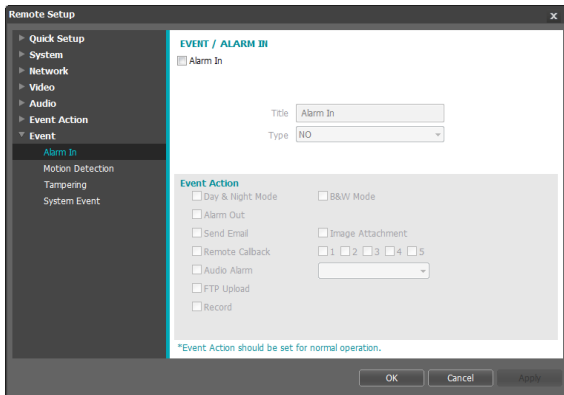 Remote Setup x
Quick Setup
System
Network
Video
Audio
Event Action
Event
Alarm In
Motion Detection
Tampering
System Event
EVENT / ALARM IN
Alarm In
Title Alarm In
Type NO
Event Action
Day & Night Mode B&W Mode
Alarm Out
Send Email Image Attachment
Remote Callback 1 2 3 4 5
Audio Alarm
FTP Upload
Record
*Event Action should be set for normal operation.
OK Cancel Apply